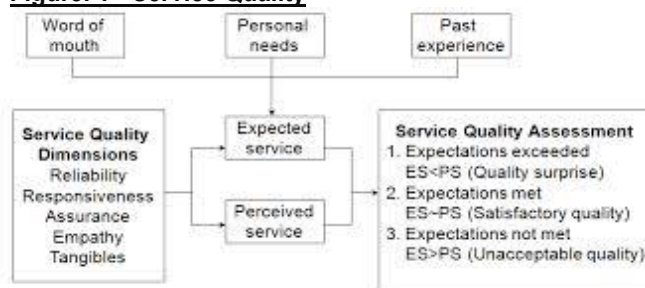 Figure: 1 - Service Quality
Word of
mouth
Personal
needs
Past
experience
Service Quality
Dimensions
Reliability
Responsiveness
Assurance
Empathy
Tangibles
Expected
service
Perceived
service
Service Quality Assessment
1. Expectations exceeded
ES<PS (Quality surprise)
2. Expectations met
ES~PS (Satisfactory quality)
3. Expectations not met
ES>PS (Unacceptable quality)